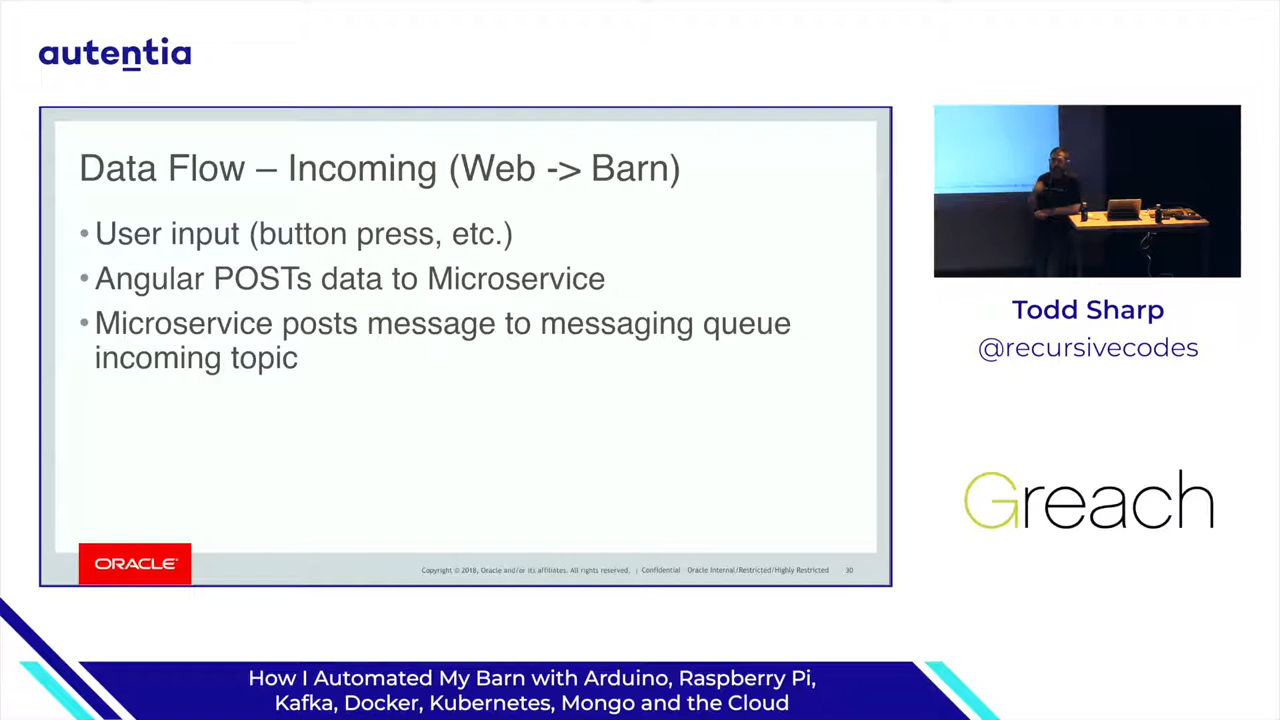 autentia
Data Flow – Incoming (Web -> Barn)
• User input (button press, etc.)
• Angular POSTs data to Microservice
• Microservice posts message to messaging queue
incoming topic
ORACLE®
Copyright © 2018, Oracle and/or its affiliates. All rights reserved. | Confidential – Oracle Internal/Restricted/Highly Restricted 30
Todd Sharp
@recursivecodes
Greach
How I Automated My Barn with Arduino, Raspberry Pi,
Kafka, Docker, Kubernetes, Mongo and the Cloud